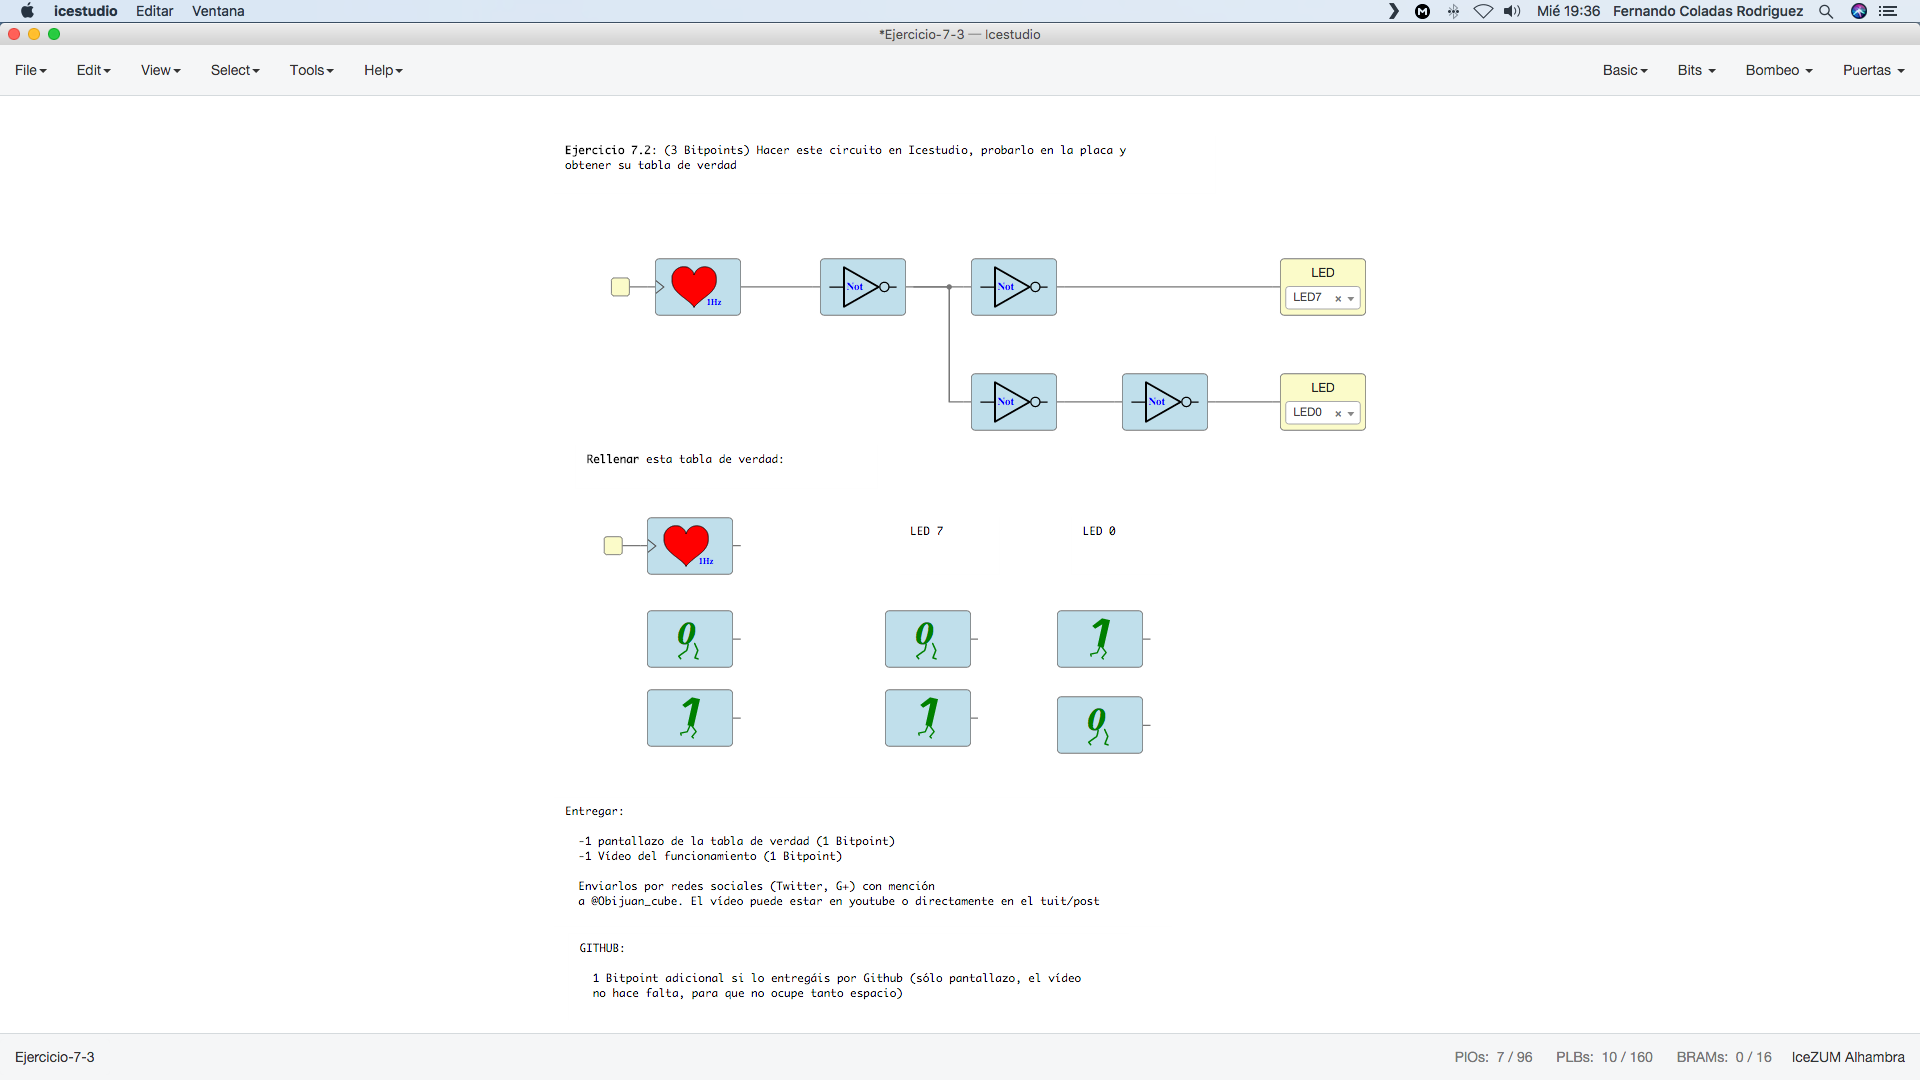 icestudio Editar Ventana Mié 19:36 Fernando Coladas Rodriguez
*Ejercicio-7-3 — Icestudio
File Edit View Select Tools Help Basic Bits Bombeo Puertas
Ejercicio 7.2: (3 Bitpoints) Hacer este circuito en Icestudio, probarlo en la placa y
obtener su tabla de verdad
1Hz Not Not LED
LED7 × 
Not Not LED
LED0 ×
Rellenar esta tabla de verdad:
1Hz LED 7 LED 0
0 0 1
1 1 0
Entregar:
-1 pantallazo de la tabla de verdad (1 Bitpoint)
-1 Vídeo del funcionamiento (1 Bitpoint)
Enviarlos por redes sociales (Twitter, G+) con mención
a @Obijuan_cube. El vídeo puede estar en youtube o directamente en el tuit/post
GITHUB:
1 Bitpoint adicional si lo entregáis por Github (sólo pantallazo, el vídeo
no hace falta, para que no ocupe tanto espacio)
Ejercicio-7-3 PIOs: 7 / 96 PLBs: 10 / 160 BRAMs: 0 / 16 IceZUM Alhambra